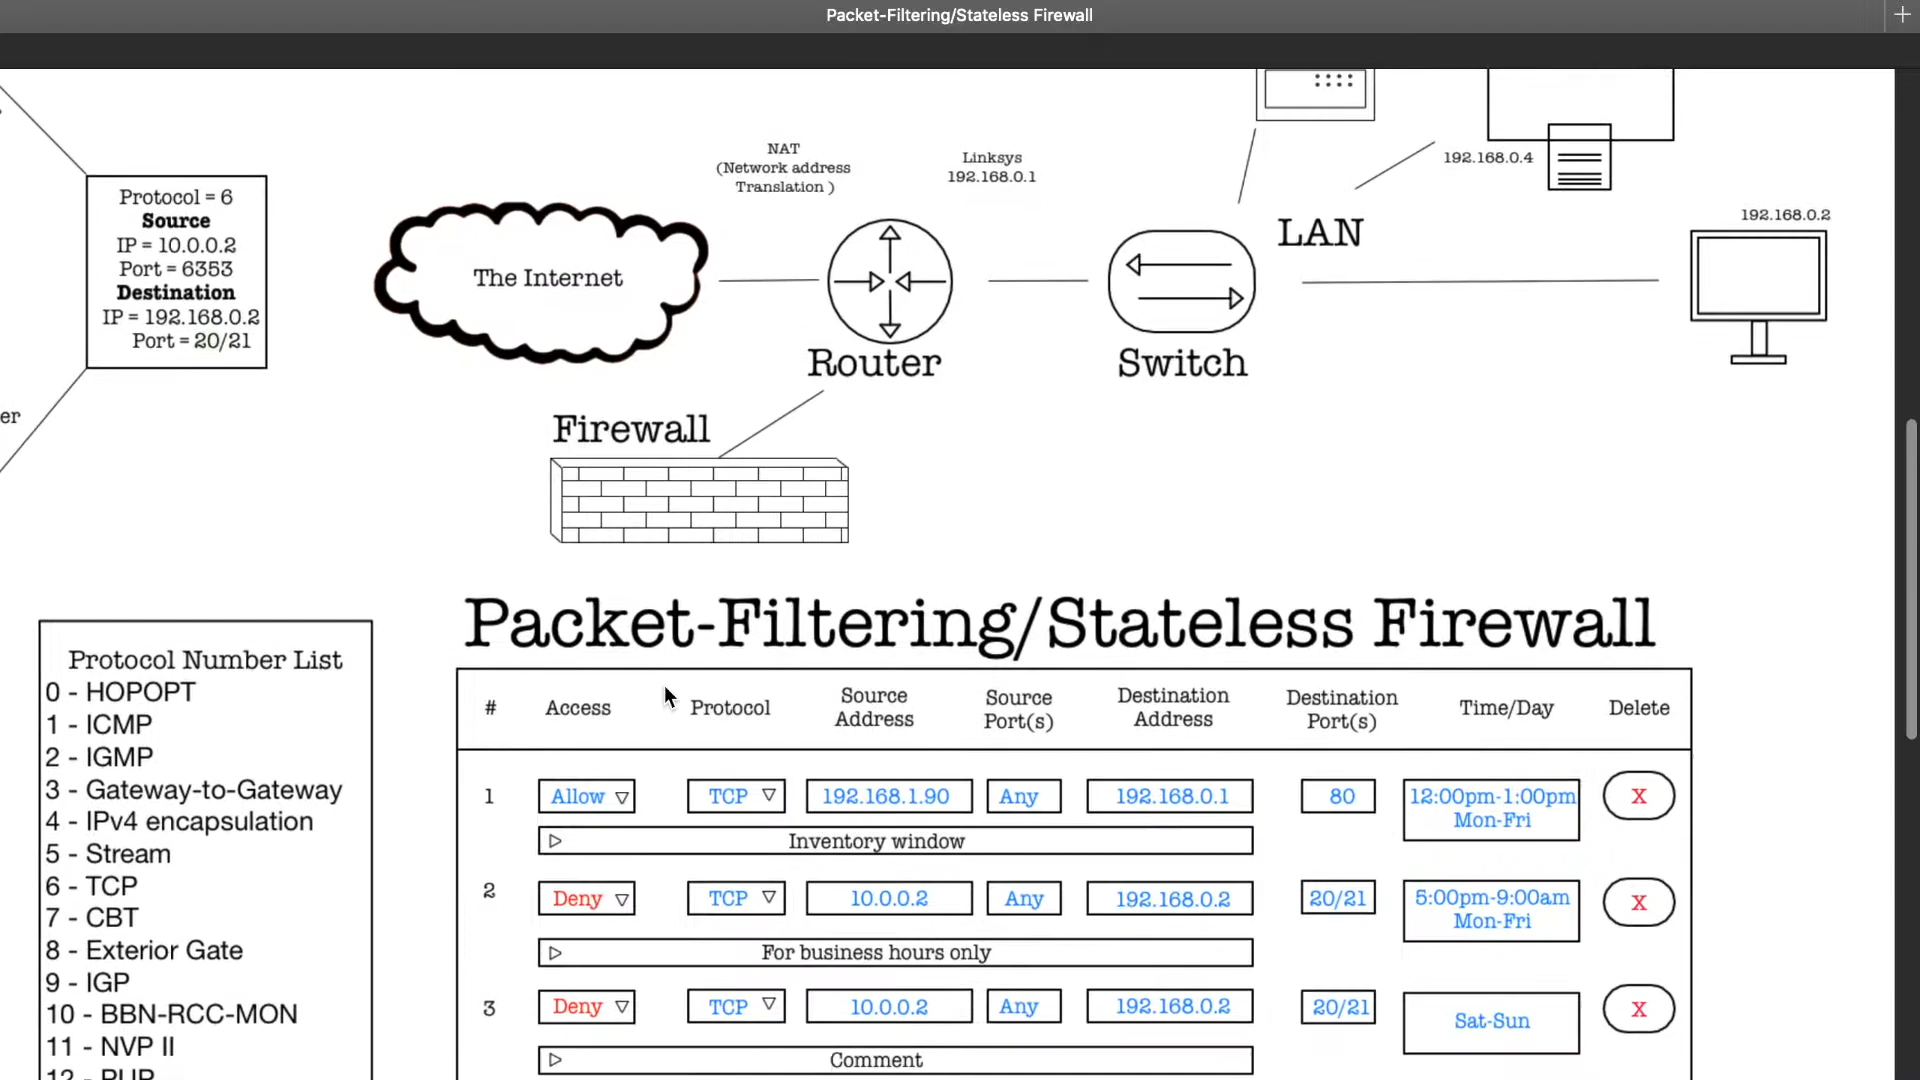 Packet-Filtering/Stateless Firewall
NAT
(Network address
Translation )
Linksys
192.168.0.1
192.168.0.4
192.168.0.2
Protocol = 6
Source
IP = 10.0.0.2
Port = 6353
Destination
IP = 192.168.0.2
Port = 20/21
er
The Internet
LAN
Router
Switch
Firewall
Packet-Filtering/Stateless Firewall
Protocol Number List
0 - HOPOPT
1 - ICMP
2 - IGMP
3 - Gateway-to-Gateway
4 - IPv4 encapsulation
5 - Stream
6 - TCP
7 - CBT
8 - Exterior Gate
9 - IGP
10 - BBN-RCC-MON
11 - NVP II
12 - PUP
# Access Protocol Source Address Source Port(s) Destination Address Destination Port(s) Time/Day Delete
1 Allow TCP 192.168.1.90 Any 192.168.0.1 80 12:00pm-1:00pm Mon-Fri X
Inventory window
2 Deny TCP 10.0.0.2 Any 192.168.0.2 20/21 5:00pm-9:00am Mon-Fri X
For business hours only
3 Deny TCP 10.0.0.2 Any 192.168.0.2 20/21 Sat-Sun X
Comment